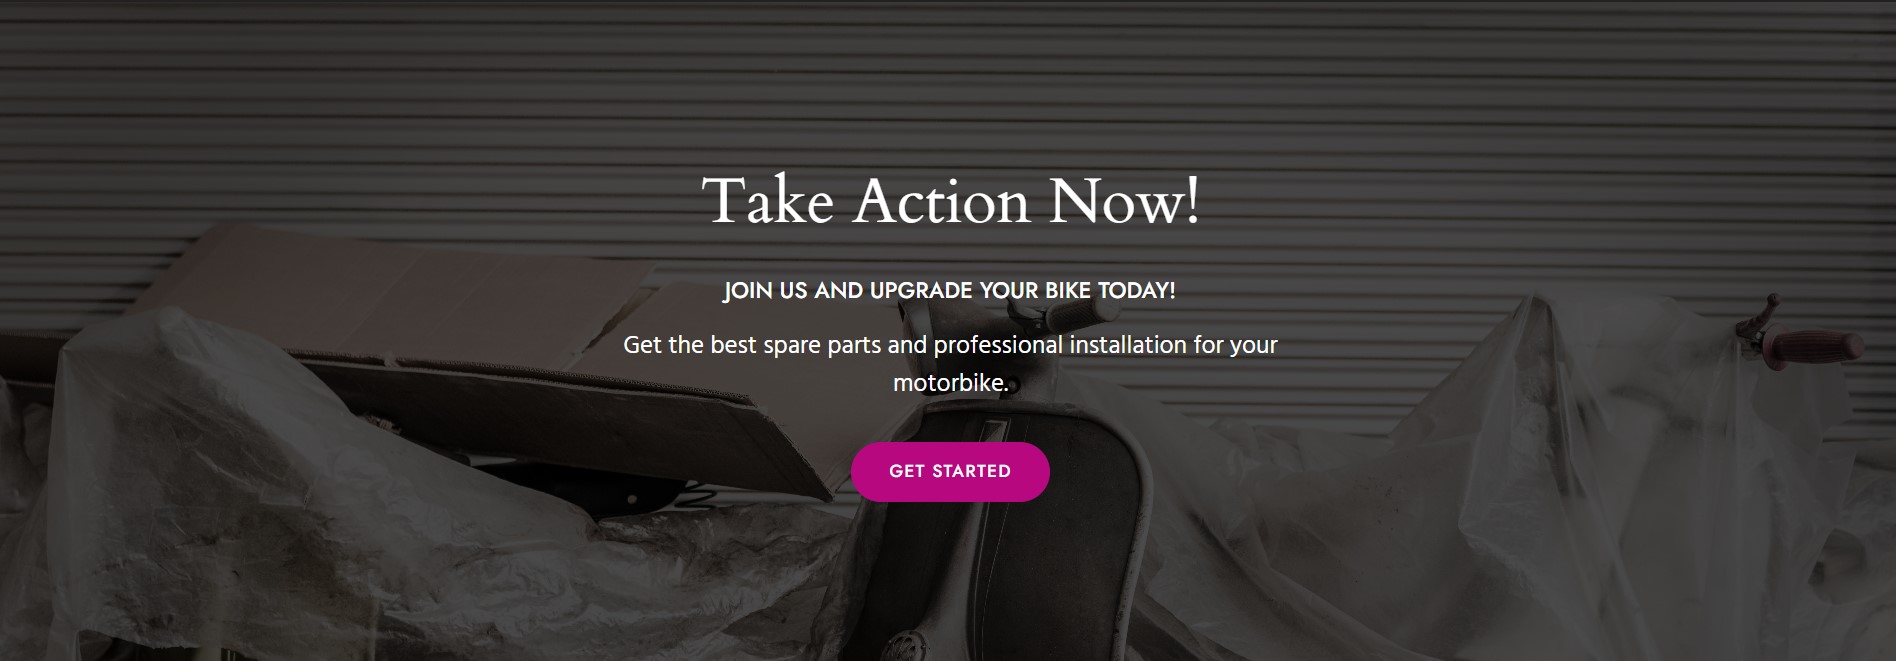 Take Action Now!
JOIN US AND UPGRADE YOUR BIKE TODAY!
Get the best spare parts and professional installation for your
motorbike.
GET STARTED